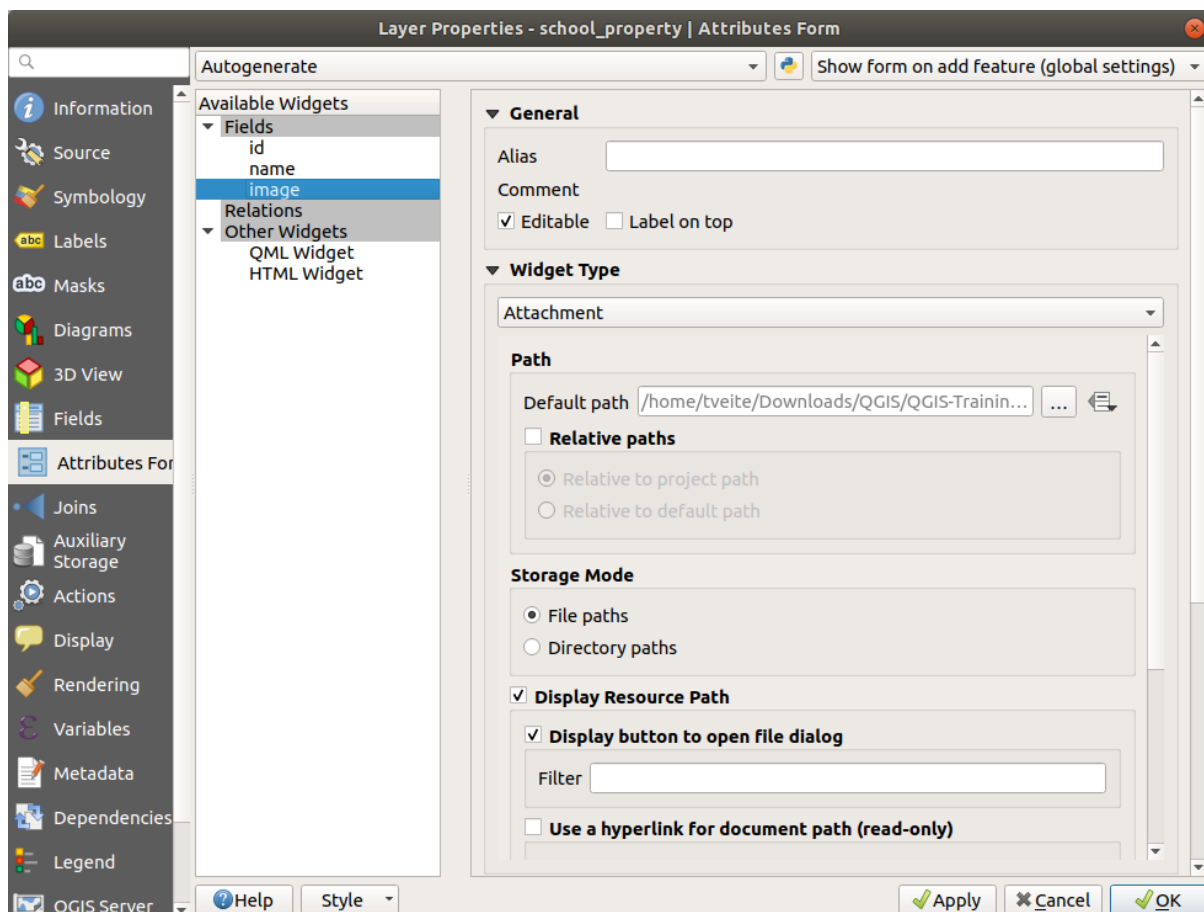 Layer Properties - school_property | Attributes Form
Autogenerate
Show form on add feature (global settings)
Information
Source
Symbology
abc Labels
abc Masks
Diagrams
3D View
Fields
Attributes For
Joins
Auxiliary
Storage
Actions
Display
Rendering
Variables
Metadata
Dependencies
Legend
QGIS Server
Available Widgets
Fields
id
name
image
Relations
Other Widgets
QML Widget
HTML Widget
General
Alias
Comment
Editable Label on top
Widget Type
Attachment
Path
Default path /home/tveite/Downloads/QGIS/QGIS-Trainin... ...
Relative paths
Relative to project path
Relative to default path
Storage Mode
File paths
Directory paths
Display Resource Path
Display button to open file dialog
Filter
Use a hyperlink for document path (read-only)
Help Style Apply Cancel OK